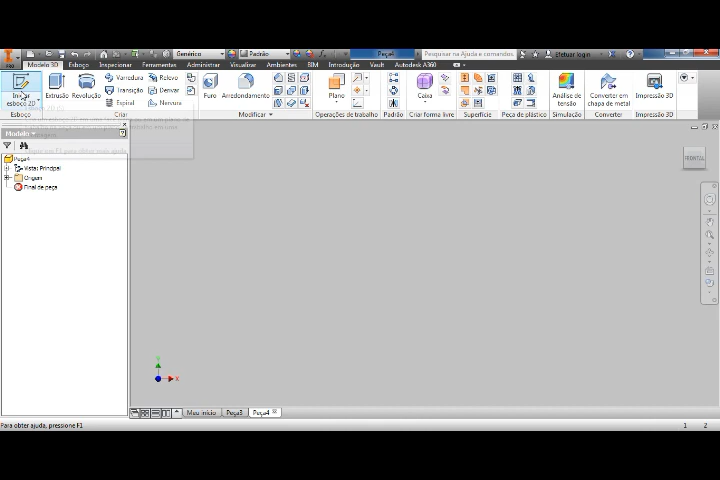 PRO
Genérico
Padrão
Peça4
Pesquisar na Ajuda e comandos
Efetuar login
Modelo 3D
Esboço
Inspecionar
Ferramentas
Administrar
Visualizar
Ambientes
BIM
Introdução
Vault
Autodesk A360
Iniciar
esboço 2D
Extrusão
Revolução
Varredura
Transição
Espiral
Relevo
Derivar
Nervura
Furo
Arredondamento
Plano
Caixa
Análise de
tensão
Converter em
chapa de metal
Impressão 3D
Esboço
Criar
Modificar
Operações de trabalho
Padrão
Criar forma livre
Superfície
Peça de plástico
Simulação
Converter
Impressão 3D
Modelo
Peça4
Vista: Principal
Origem
Final de peça
FRONTAL
X
Meu início
Peça3
Peça4
Para obter ajuda, pressione F1
1
2